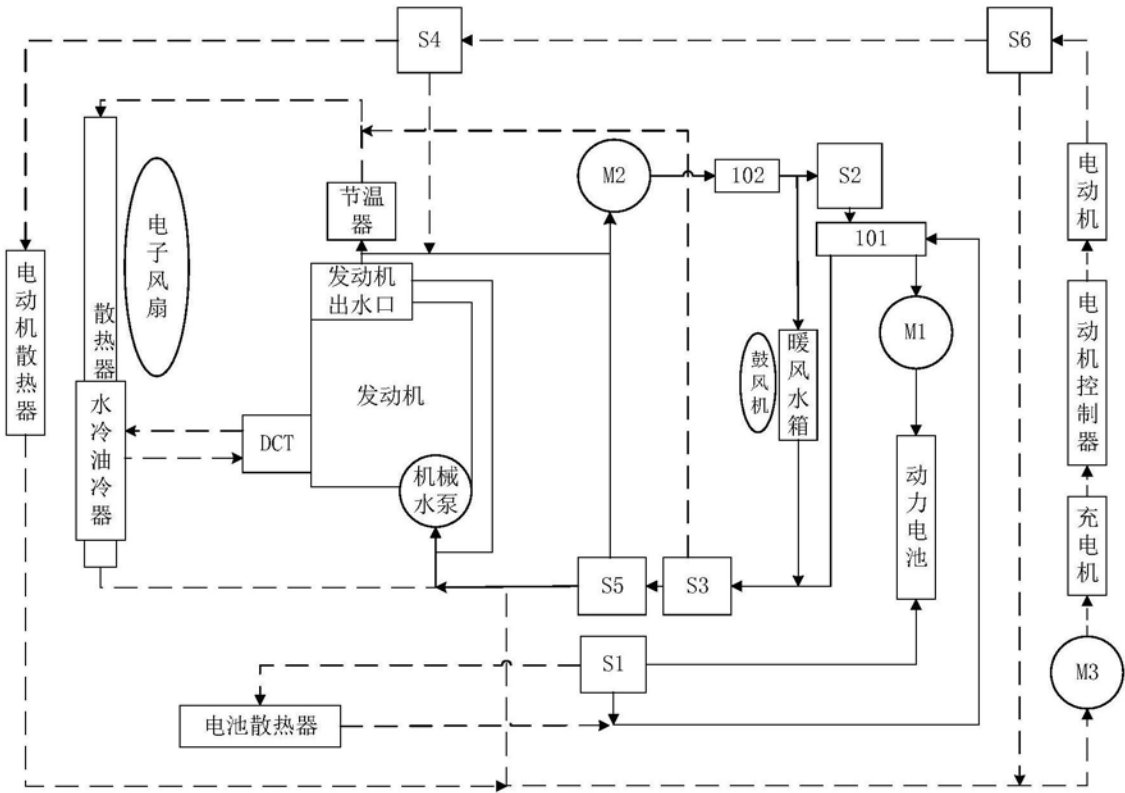 S4
S6
M2
102
S2
电动机
节温器
电子风扇
101
电动机散热器
发动机
出水口
散热器
M1
电动机控制器
鼓风机
暖风水箱
发动机
水冷油冷器
DCT
机械
水泵
动力电池
充电机
S5
S3
S1
M3
电池散热器